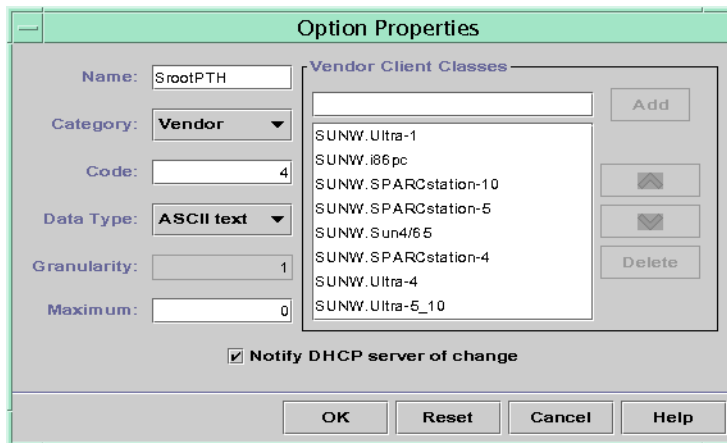 Option Properties
Name: SrootPTH
Category: Vendor
Code: 4
Data Type: ASCII text
Granularity: 1
Maximum: 0
Vendor Client Classes
Add
SUNW.Ultra-1
SUNW.i86pc
SUNW.SPARCstation-10
SUNW.SPARCstation-5
SUNW.Sun4/65
SUNW.SPARCstation-4
SUNW.Ultra-4
SUNW.Ultra-5_10
Delete
Notify DHCP server of change
OK Reset Cancel Help